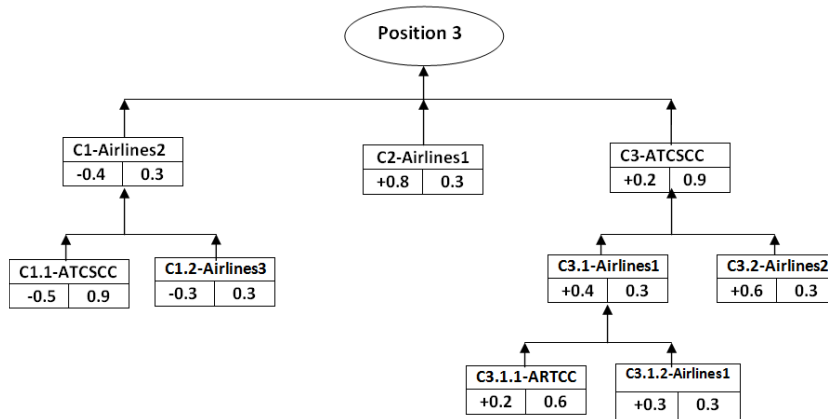 Position 3
C1-Airlines2
-0.4 0.3
C2-Airlines1
+0.8 0.3
C3-ATCSCC
+0.2 0.9
C1.1-ATCSCC
-0.5 0.9
C1.2-Airlines3
-0.3 0.3
C3.1-Airlines1
+0.4 0.3
C3.2-Airlines2
+0.6 0.3
C3.1.1-ARTCC
+0.2 0.6
C3.1.2-Airlines1
+0.3 0.3